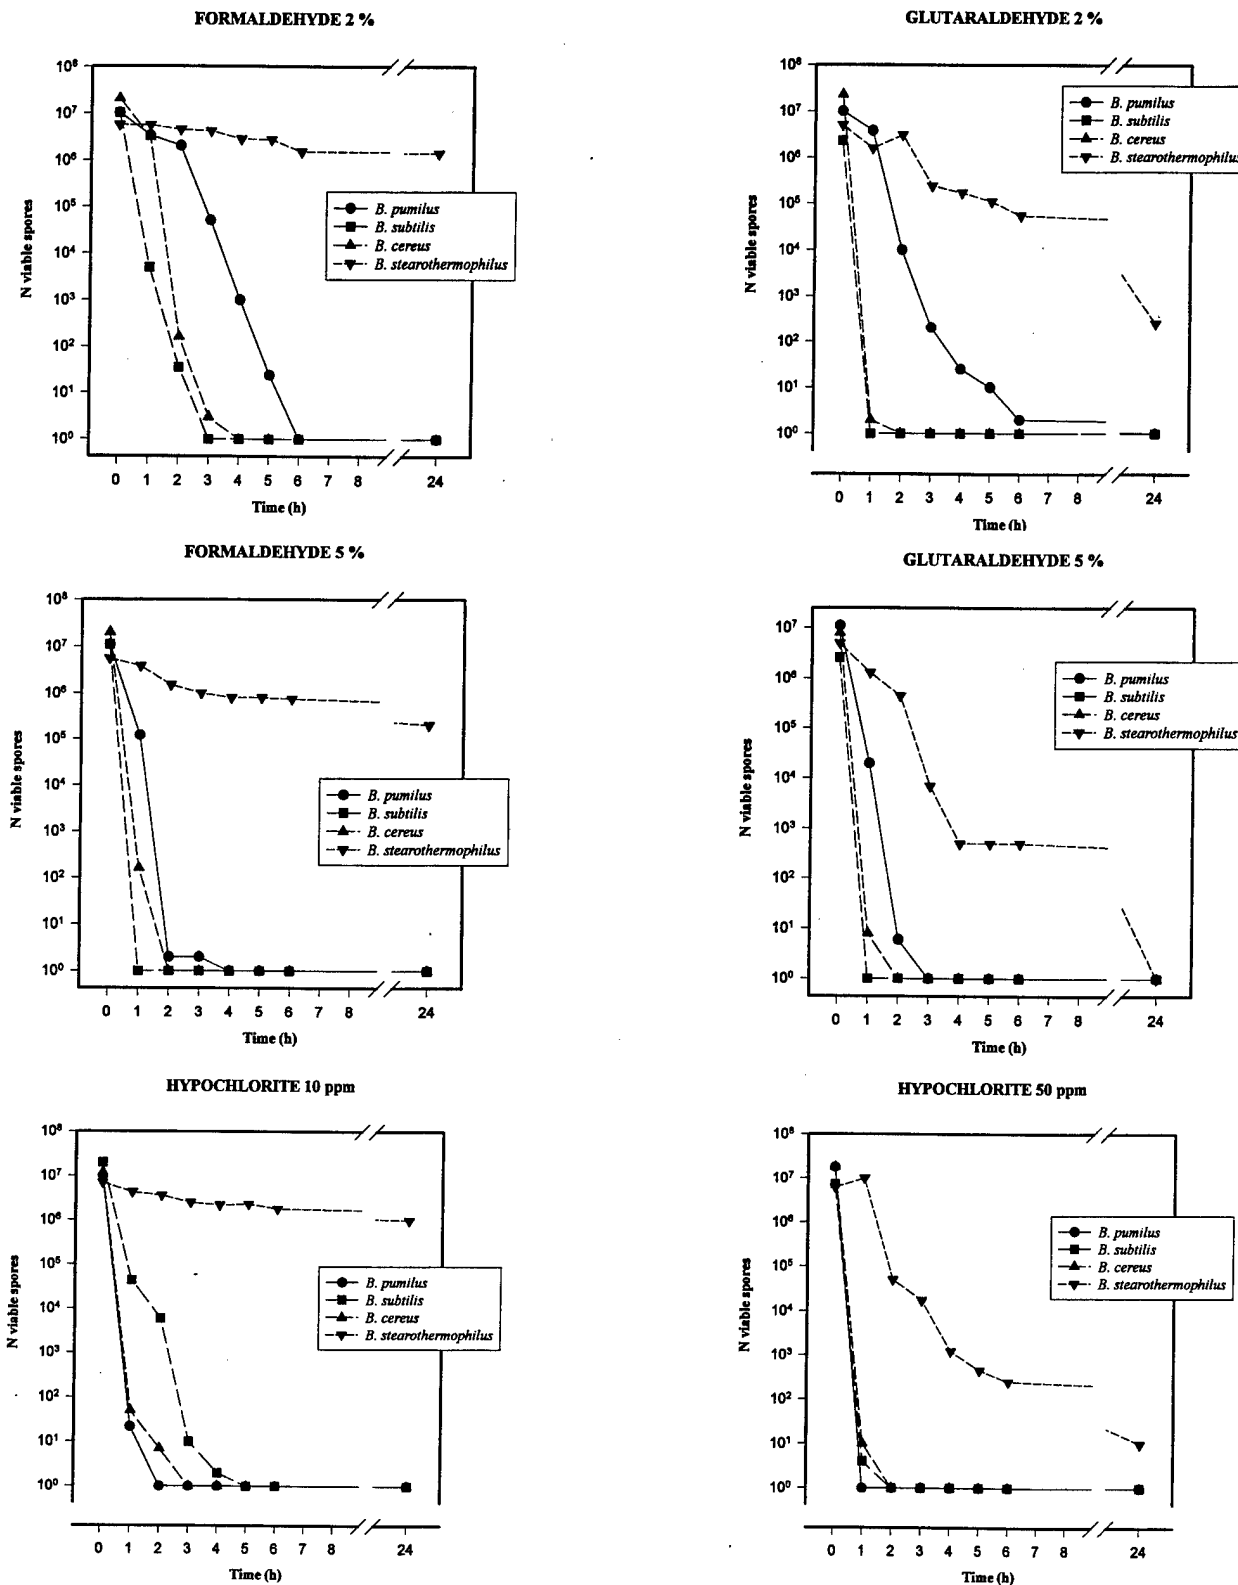 FORMALDEHYDE 2 %
N viable spores
10⁸
10⁷
10⁶
10⁵
10⁴
10³
10²
10¹
10⁰
B. pumilus
B. subtilis
B. cereus
B. stearothermophilus
0 1 2 3 4 5 6 7 8 24
Time (h)
GLUTARALDEHYDE 2 %
N viable spores
10⁸
10⁷
10⁶
10⁵
10⁴
10³
10²
10¹
10⁰
B. pumilus
B. subtilis
B. cereus
B. stearothermophilus
0 1 2 3 4 5 6 7 8 24
Time (h)
FORMALDEHYDE 5 %
N viable spores
10⁸
10⁷
10⁶
10⁵
10⁴
10³
10²
10¹
10⁰
B. pumilus
B. subtilis
B. cereus
B. stearothermophilus
0 1 2 3 4 5 6 7 8 24
Time (h)
GLUTARALDEHYDE 5 %
N viable spores
10⁷
10⁶
10⁵
10⁴
10³
10²
10¹
10⁰
B. pumilus
B. subtilis
B. cereus
B. stearothermophilus
0 1 2 3 4 5 6 7 8 24
Time (h)
HYPOCHLORITE 10 ppm
N viable spores
10⁸
10⁷
10⁶
10⁵
10⁴
10³
10²
10¹
10⁰
B. pumilus
B. subtilis
B. cereus
B. stearothermophilus
0 1 2 3 4 5 6 7 8 24
Time (h)
HYPOCHLORITE 50 ppm
N viable spores
10⁸
10⁷
10⁶
10⁵
10⁴
10³
10²
10¹
10⁰
B. pumilus
B. subtilis
B. cereus
B. stearothermophilus
0 1 2 3 4 5 6 7 8 24
Time (h)